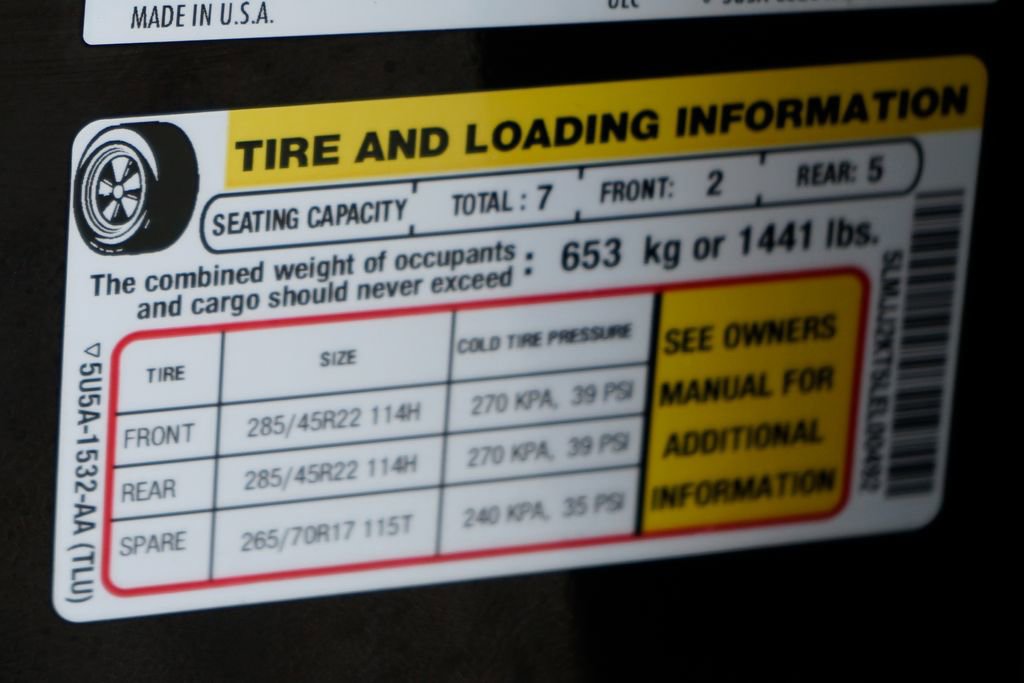 MADE IN U.S.A.
TIRE AND LOADING INFORMATION
SEATING CAPACITY TOTAL : 7 FRONT: 2 REAR: 5
The combined weight of occupants
and cargo should never exceed : 653 kg or 1441 lbs.
TIRE SIZE COLD TIRE PRESSURE
FRONT 285/45R22 114H 270 KPA, 39 PSI
REAR 285/45R22 114H 270 KPA, 39 PSI
SPARE 265/70R17 115T 240 KPA, 35 PSI
SEE OWNERS
MANUAL FOR
ADDITIONAL
INFORMATION
5U5A-1532-AA (TLU)
5LMJJ2KT5LEL00492